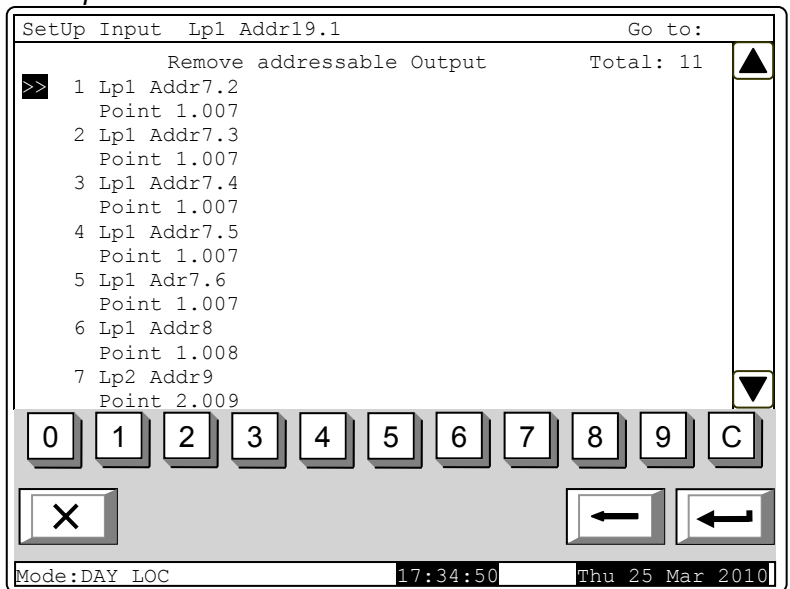 SetUp Input Lp1 Addr19.1 Go to:
Remove addressable Output Total: 11
>> 1 Lp1 Addr7.2
Point 1.007
2 Lp1 Addr7.3
Point 1.007
3 Lp1 Addr7.4
Point 1.007
4 Lp1 Addr7.5
Point 1.007
5 Lp1 Adr7.6
Point 1.007
6 Lp1 Addr8
Point 1.008
7 Lp2 Addr9
Point 2.009
0 1 2 3 4 5 6 7 8 9 C
Mode:DAY LOC 17:34:50 Thu 25 Mar 2010